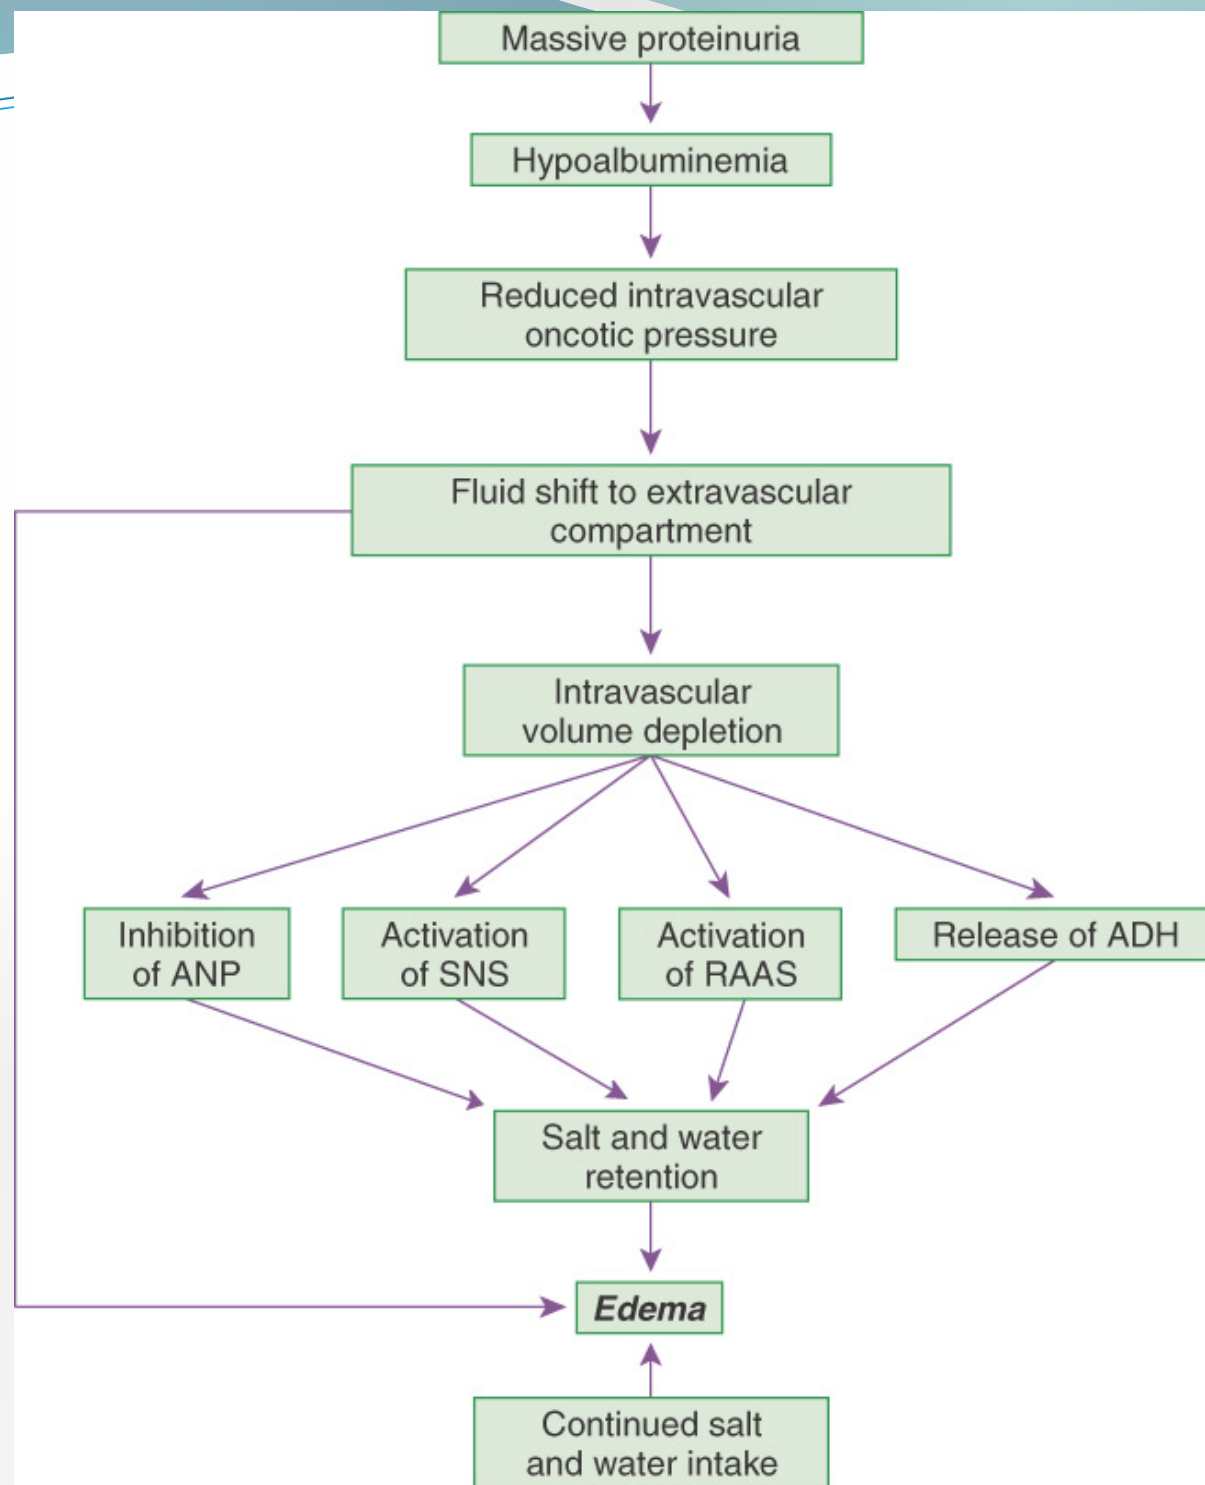 Massive proteinuria
Hypoalbuminemia
Reduced intravascular
oncotic pressure
Fluid shift to extravascular
compartment
Intravascular
volume depletion
Inhibition
of ANP
Activation
of SNS
Activation
of RAAS
Release of ADH
Salt and water
retention
Edema
Continued salt
and water intake